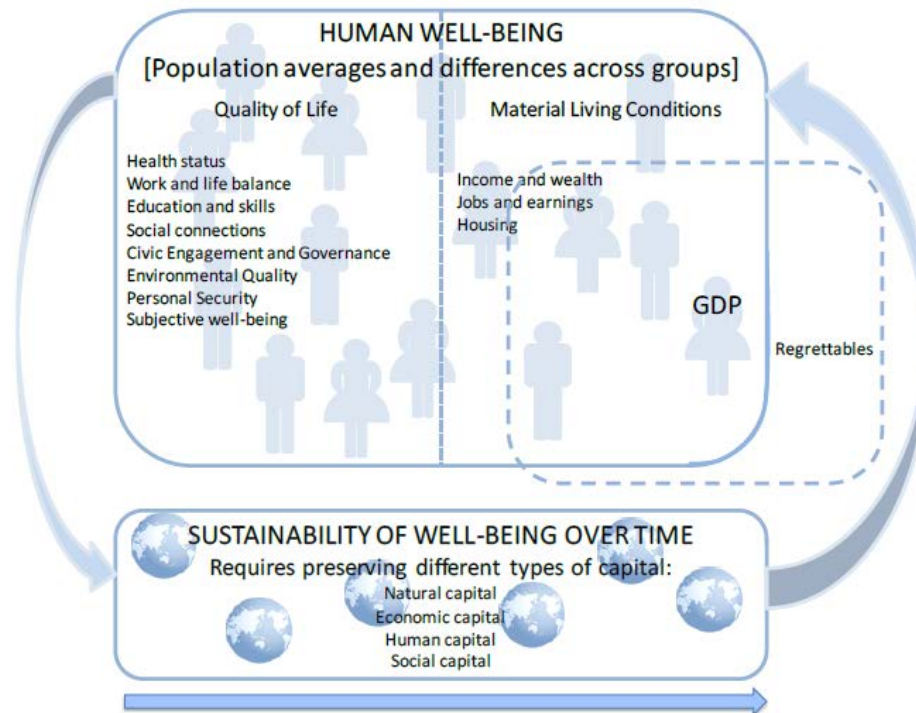 HUMAN WELL-BEING
[Population averages and differences across groups]
Quality of Life
Material Living Conditions
Health status
Work and life balance
Education and skills
Social connections
Civic Engagement and Governance
Environmental Quality
Personal Security
Subjective well-being
Income and wealth
Jobs and earnings
Housing
GDP
Regrettables
SUSTAINABILITY OF WELL-BEING OVER TIME
Requires preserving different types of capital:
Natural capital
Economic capital
Human capital
Social capital